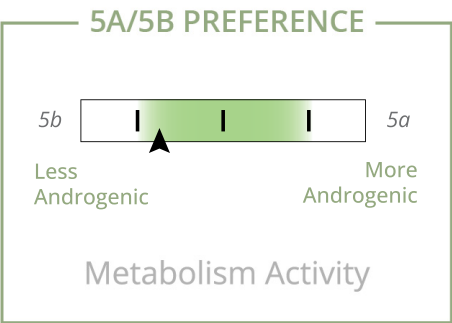 5A/5B PREFERENCE
5b
5a
Less
Androgenic
More
Androgenic
Metabolism Activity